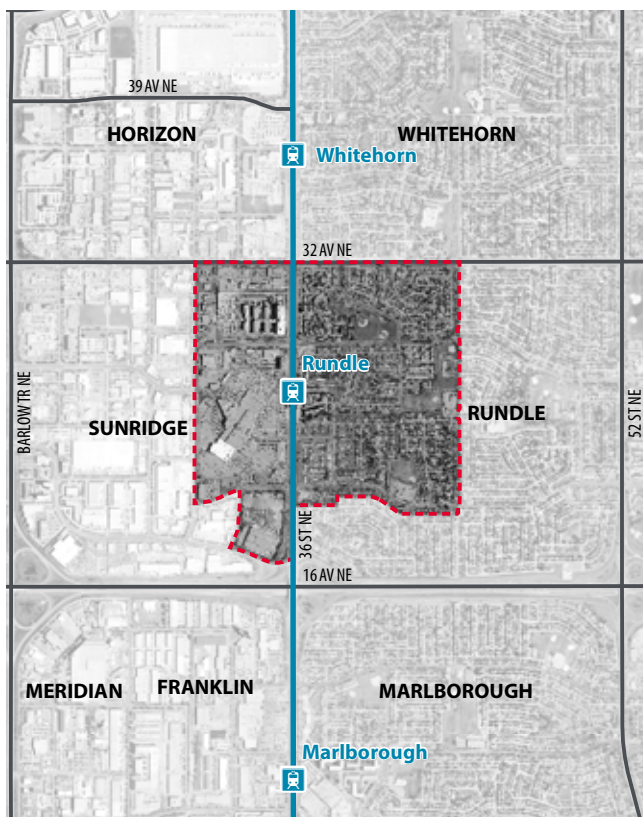 39 AV NE
HORIZON
WHITEHORN
Whitehorn
32 AV NE
Rundle
BARLOW TR NE
SUNRIDGE
RUNDLE
52 ST NE
36 ST NE
16 AV NE
MERIDIAN
FRANKLIN
MARLBOROUGH
Marlborough